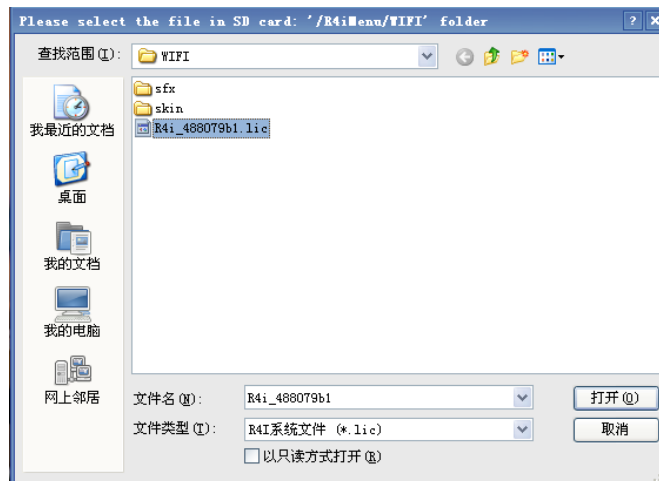 Please select the file in SD card: '/R4iMenu/WIFI' folder
查找范围(I): WIFI
sfx
skin
R4i_488079b1.lic
我最近的文档
桌面
我的文档
我的电脑
网上邻居
文件名(N): R4i_488079b1 打开(O)
文件类型(T): R4I系统文件 (*.lic) 取消
以只读方式打开(R)